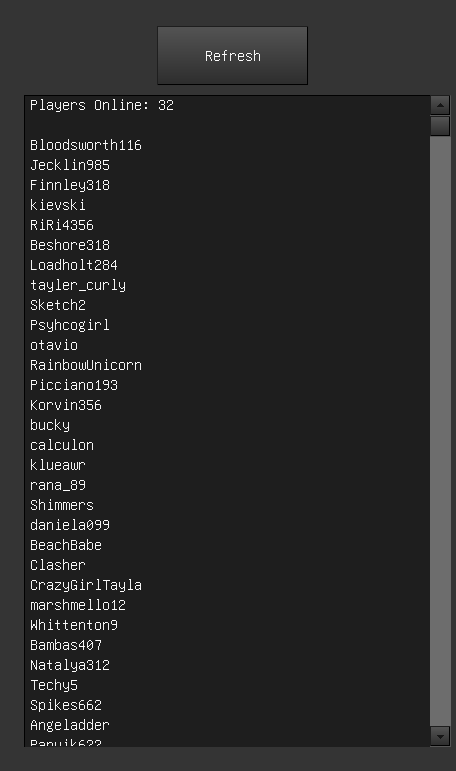 Refresh
Players Online: 32
Bloodsworth116
Jecklin985
Finnley318
kievski
RiRi4356
Beshore318
Loadholt284
tayler_curly
Sketch2
Psyhcogirl
otavio
RainbowUnicorn
Picciano193
Korvin356
bucky
calculon
klueawr
rana_89
Shimmers
daniela099
BeachBabe
Clasher
CrazyGirlTayla
marshmello12
Whittenton9
Bambas407
Natalya312
Techy5
Spikes662
Angeladder